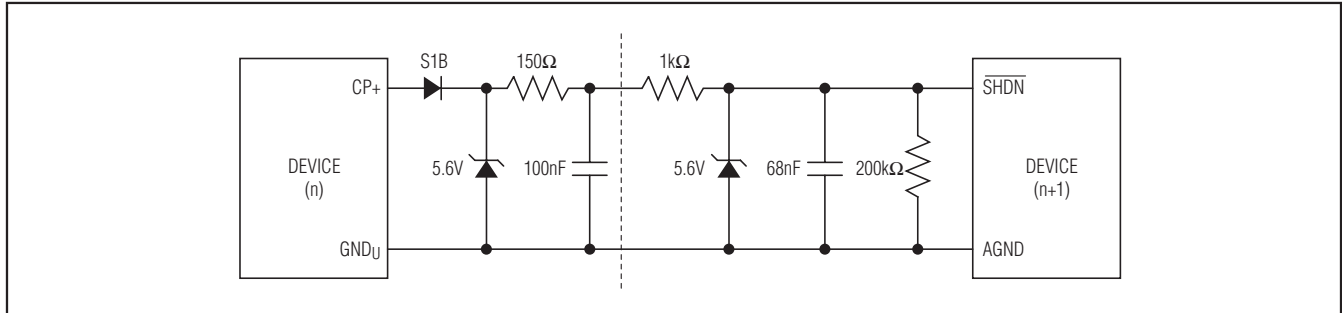 S1B
150Ω
1kΩ
CP+
SHDN
DEVICE
(n)
5.6V
100nF
5.6V
68nF
200kΩ
DEVICE
(n+1)
GNDU
AGND